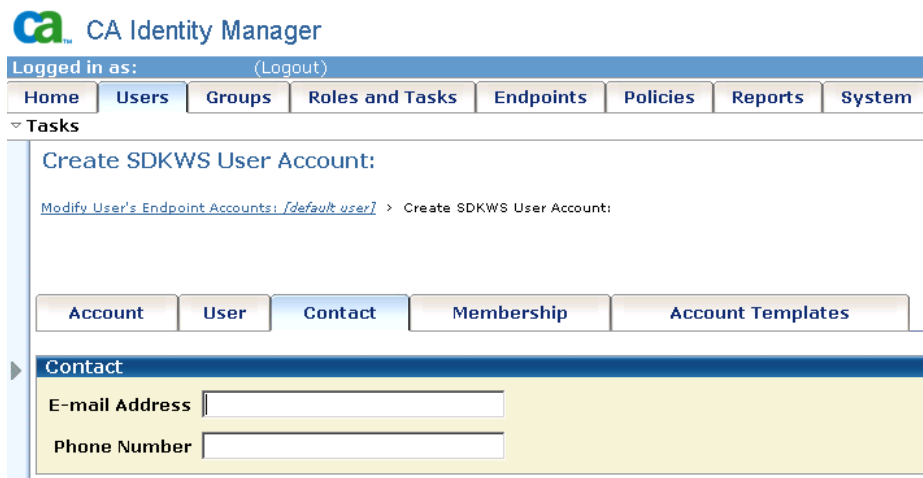 ca™ CA Identity Manager
Logged in as: (Logout)
Home Users Groups Roles and Tasks Endpoints Policies Reports System
Tasks
Create SDKWS User Account:
Modify User's Endpoint Accounts: [default user] > Create SDKWS User Account:
Account User Contact Membership Account Templates
Contact
E-mail Address
Phone Number